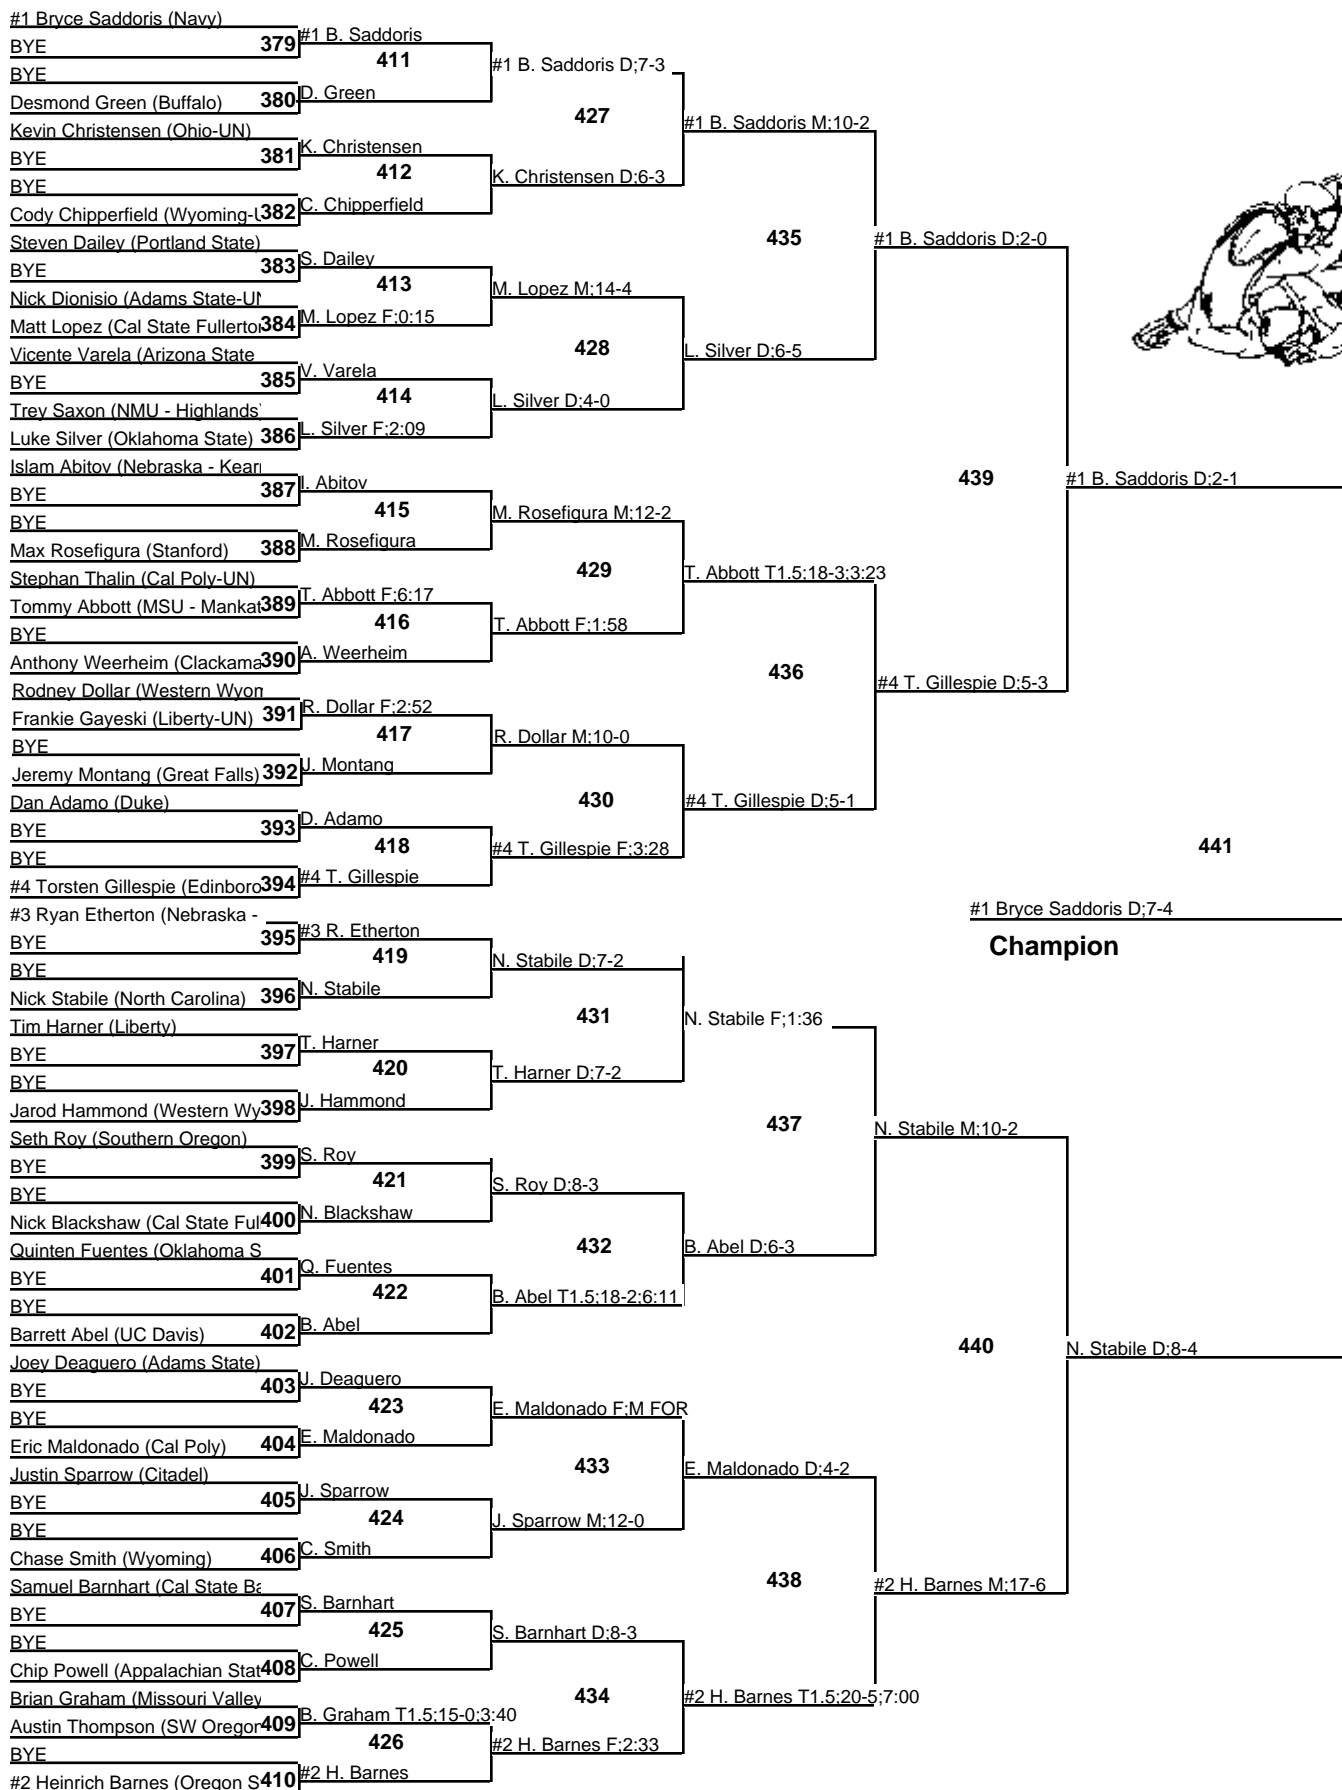 #1 Bryce Saddoris (Navy)
BYE
379
BYE
Desmond Green (Buffalo)
380
Kevin Christensen (Ohio-UN)
BYE
381
BYE
Cody Chipperfield (Wyoming-U
382
Steven Dailey (Portland State)
BYE
383
Nick Dionisio (Adams State-UN
Matt Lopez (Cal State Fullerton
384
Vicente Varela (Arizona State
BYE
385
Trey Saxon (NMU - Highlands)
Luke Silver (Oklahoma State)
386
Islam Abitov (Nebraska - Kearn
BYE
387
BYE
Max Rosefigura (Stanford)
388
Stephan Thalin (Cal Poly-UN)
Tommy Abbott (MSU - Mankat
389
BYE
Anthony Weerheim (Clackama
390
Rodney Dollar (Western Wyom
Frankie Gayeski (Liberty-UN)
391
BYE
Jeremy Montang (Great Falls)
392
Dan Adamo (Duke)
BYE
393
BYE
#4 Torsten Gillespie (Edinboro
394
#3 Ryan Etherton (Nebraska -
BYE
395
BYE
Nick Stabile (North Carolina)
396
Tim Harner (Liberty)
BYE
397
BYE
Jarod Hammond (Western Wy
398
Seth Roy (Southern Oregon)
BYE
399
BYE
Nick Blackshaw (Cal State Ful
400
Quinten Fuentes (Oklahoma S
BYE
401
BYE
Barrett Abel (UC Davis)
402
Joey Deaguero (Adams State)
BYE
403
BYE
Eric Maldonado (Cal Poly)
404
Justin Sparrow (Citadel)
BYE
405
BYE
Chase Smith (Wyoming)
406
Samuel Barnhart (Cal State Ba
BYE
407
BYE
Chip Powell (Appalachian Stat
408
Brian Graham (Missouri Valley
Austin Thompson (SW Oregon
409
BYE
#2 Heinrich Barnes (Oregon S
410
#1 B. Saddoris
411
D. Green
K. Christensen
412
C. Chipperfield
S. Dailey
413
M. Lopez F;0:15
V. Varela
414
L. Silver F;2:09
I. Abitov
415
M. Rosefigura
T. Abbott F;6:17
416
A. Weerheim
R. Dollar F;2:52
417
J. Montang
D. Adamo
418
#4 T. Gillespie
#3 R. Etherton
419
N. Stabile
T. Harner
420
J. Hammond
S. Roy
421
N. Blackshaw
Q. Fuentes
422
B. Abel
J. Deaguero
423
E. Maldonado
J. Sparrow
424
C. Smith
S. Barnhart
425
C. Powell
B. Graham T1.5;15-0;3:40
426
#2 H. Barnes
#1 B. Saddoris D;7-3
427
K. Christensen D;6-3
M. Lopez M;14-4
428
L. Silver D;4-0
M. Rosefigura M;12-2
429
T. Abbott F;1:58
R. Dollar M;10-0
430
#4 T. Gillespie F;3:28
N. Stabile D;7-2
431
T. Harner D;7-2
S. Roy D;8-3
432
B. Abel T1.5;18-2;6:11
E. Maldonado F;M FOR
433
J. Sparrow M;12-0
S. Barnhart D;8-3
434
#2 H. Barnes F;2:33
#1 B. Saddoris M;10-2
435
L. Silver D;6-5
T. Abbott T1.5;18-3;3:23
436
#4 T. Gillespie D;5-1
N. Stabile F;1:36
437
B. Abel D;6-3
E. Maldonado D;4-2
438
#2 H. Barnes T1.5;20-5;7:00
#1 B. Saddoris D;2-0
439
#4 T. Gillespie D;5-3
N. Stabile M;10-2
440
#2 H. Barnes M;17-6
#1 B. Saddoris D;2-1
441
N. Stabile D;8-4
#1 Bryce Saddoris D;7-4
Champion